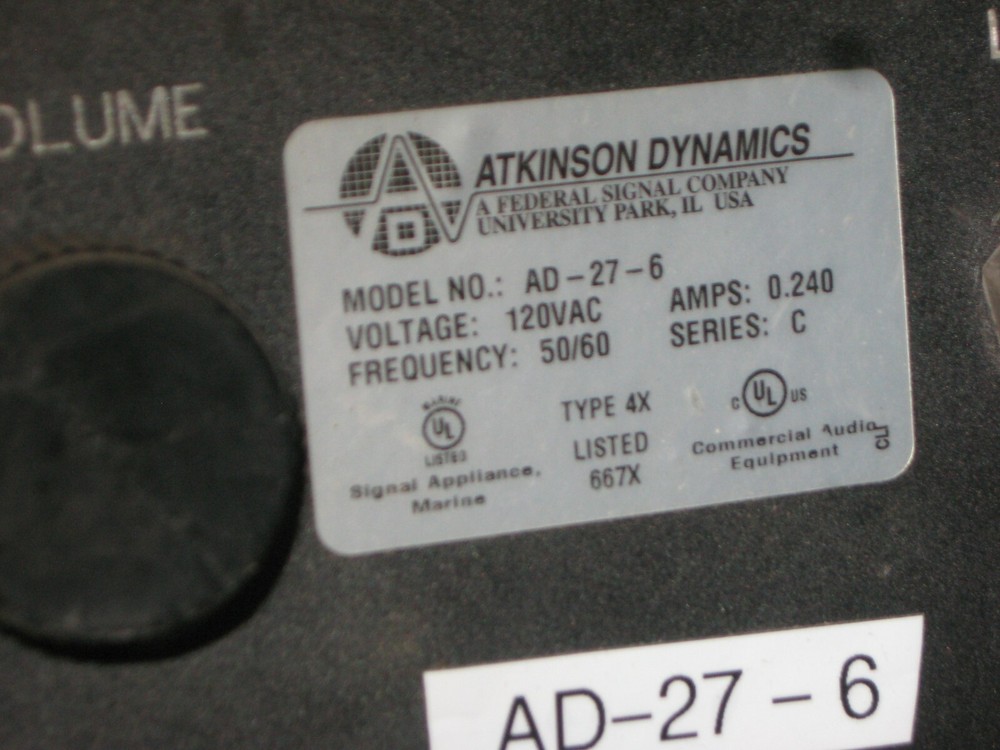 OLUME
ATKINSON DYNAMICS
A FEDERAL SIGNAL COMPANY
UNIVERSITY PARK, IL USA
MODEL NO.: AD-27-6
VOLTAGE: 120VAC AMPS: 0.240
FREQUENCY: 50/60 SERIES: C
MARINE
UL
LISTED
Signal Appliance,
Marine
TYPE 4X
LISTED
667X
C UL US
Commercial Audio
Equipment
AD-27-6